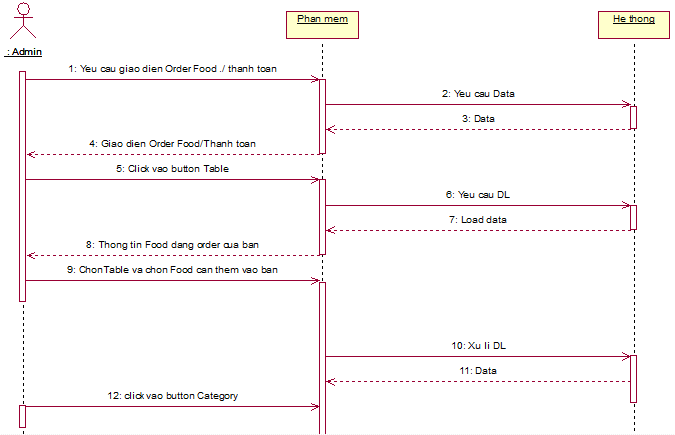 Phan mem
He thong
: Admin
1: Yeu cau giao dien Order Food ./ thanh toan
2: Yeu cau Data
3: Data
4: Giao dien Order Food/Thanh toan
5: Click vao button Table
6: Yeu cau DL
7: Load data
8: Thong tin Food dang order cua ban
9: ChonTable va chon Food can them vao ban
10: Xu li DL
11: Data
12: click vao button Category